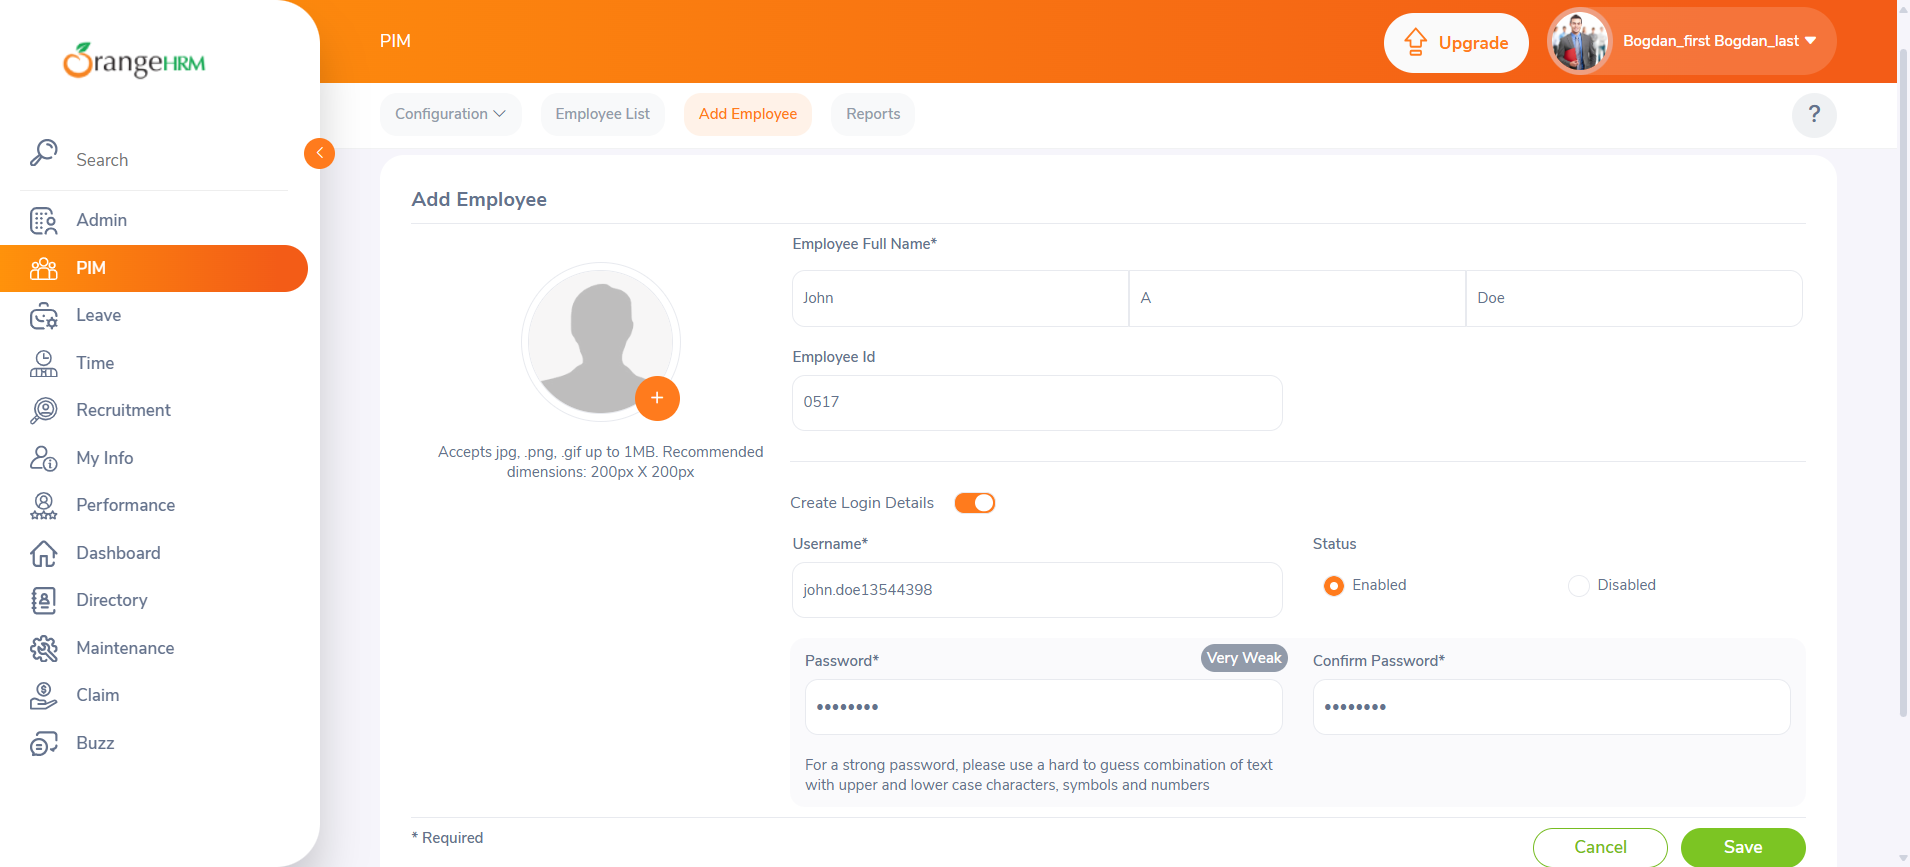 OrangeHRM
PIM
Upgrade
Bogdan_first Bogdan_last
Configuration
Employee List
Add Employee
Reports
?
Search
Admin
PIM
Leave
Time
Recruitment
My Info
Performance
Dashboard
Directory
Maintenance
Claim
Buzz
Add Employee
Accepts jpg, .png, .gif up to 1MB. Recommended
dimensions: 200px X 200px
Employee Full Name*
John
A
Doe
Employee Id
0517
Create Login Details
Username*
john.doe13544398
Status
Enabled
Disabled
Password*
Very Weak
••••••••
Confirm Password*
••••••••
For a strong password, please use a hard to guess combination of text
with upper and lower case characters, symbols and numbers
* Required
Cancel
Save